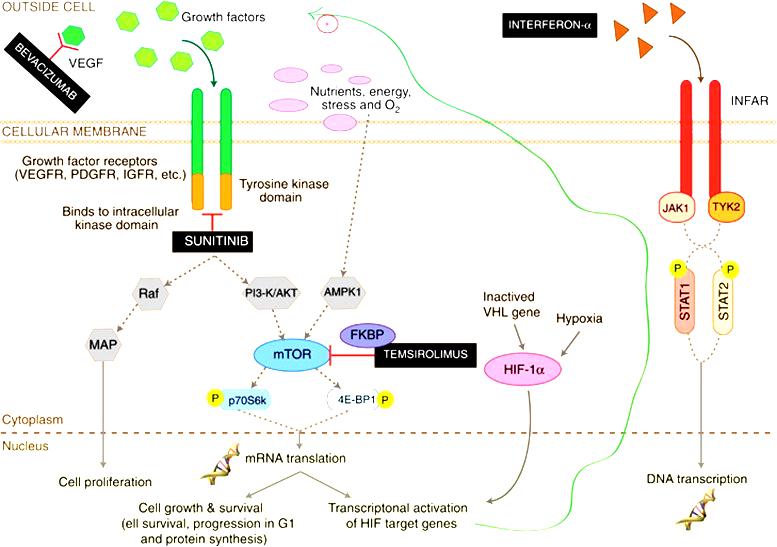 OUTSIDE CELL
Growth factors
BEVACIZUMAB
VEGF
INTERFERON-α
Nutrients, energy,
stress and O2
INFAR
CELLULAR MEMBRANE
Growth factor receptors
(VEGFR, PDGFR, IGFR, etc.)
Tyrosine kinase
domain
Binds to intracellular
kinase domain
SUNITINIB
JAK1
TYK2
P
P
STAT1
STAT2
Raf
PI3-K/AKT
AMPK1
Inactived
VHL gene
Hypoxia
MAP
FKBP
mTOR
TEMSIROLIMUS
HIF-1α
P
p70S6k
4E-BP1
P
Cytoplasm
Nucleus
mRNA translation
Cell proliferation
DNA transcription
Cell growth & survival
(ell survival, progression in G1
and protein synthesis)
Transcriptonal activation
of HIF target genes